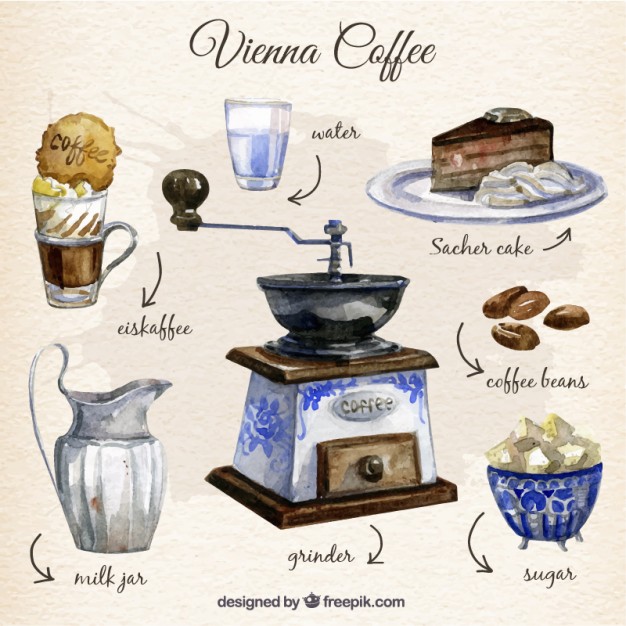 Vienna Coffee
coffee
water
Sacher cake
eiskaffee
coffee beans
coffee
milk jar
grinder
sugar
designed by freepik.com